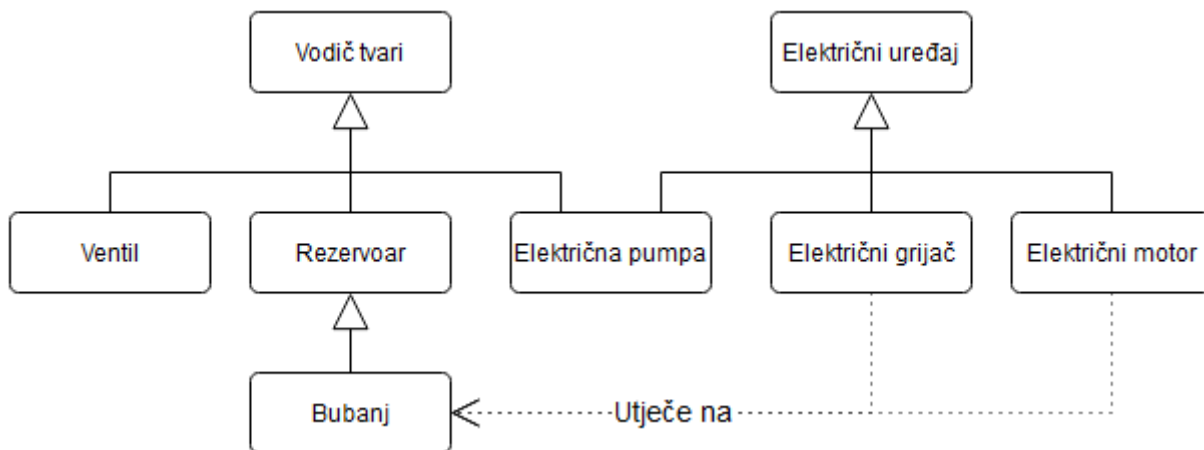 Vodič tvari
Električni uređaj
Ventil
Rezervoar
Električna pumpa
Električni grijač
Električni motor
Bubanj
Utječe na